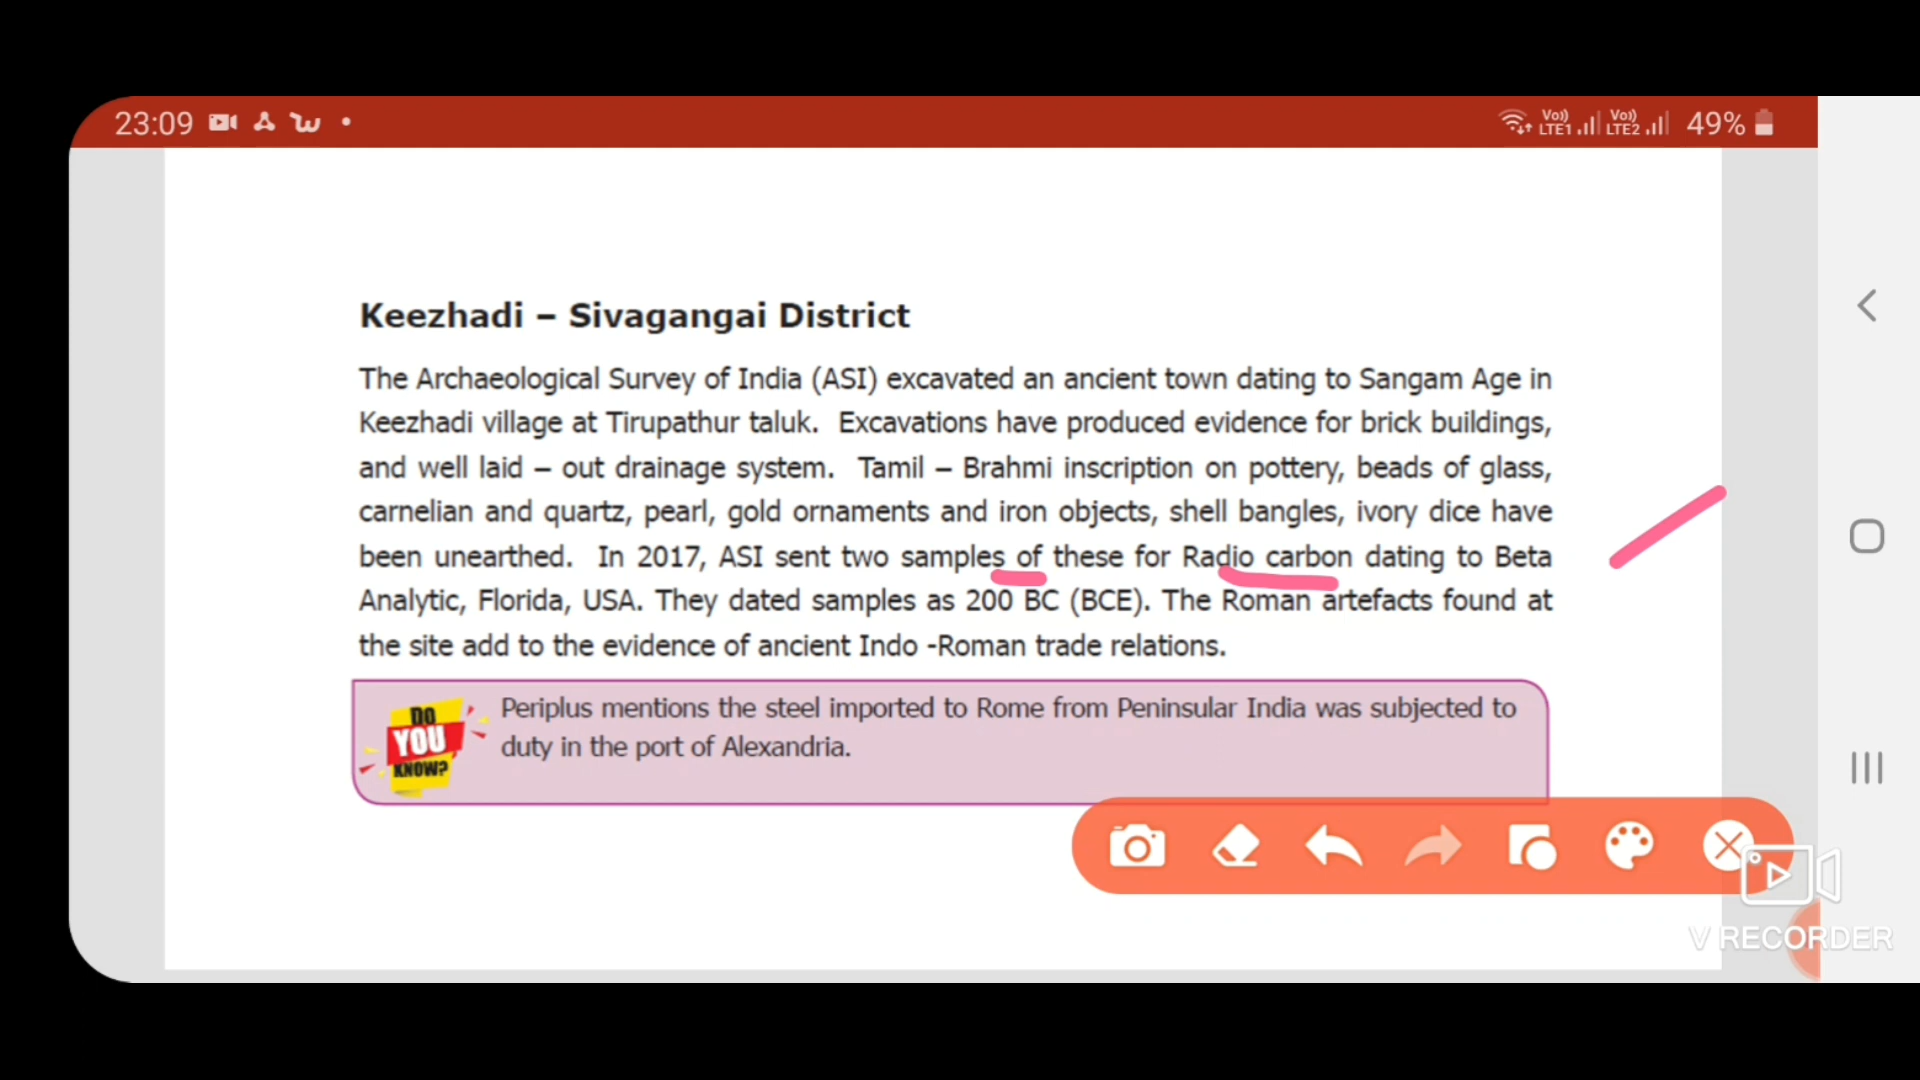 23:09
Vo)) LTE1 Vo)) LTE2 49%
Keezhadi – Sivagangai District
The Archaeological Survey of India (ASI) excavated an ancient town dating to Sangam Age in
Keezhadi village at Tirupathur taluk. Excavations have produced evidence for brick buildings,
and well laid – out drainage system. Tamil – Brahmi inscription on pottery, beads of glass,
carnelian and quartz, pearl, gold ornaments and iron objects, shell bangles, ivory dice have
been unearthed. In 2017, ASI sent two samples of these for Radio carbon dating to Beta
Analytic, Florida, USA. They dated samples as 200 BC (BCE). The Roman artefacts found at
the site add to the evidence of ancient Indo -Roman trade relations.
DO
YOU
KNOW?
Periplus mentions the steel imported to Rome from Peninsular India was subjected to
duty in the port of Alexandria.
V RECORDER